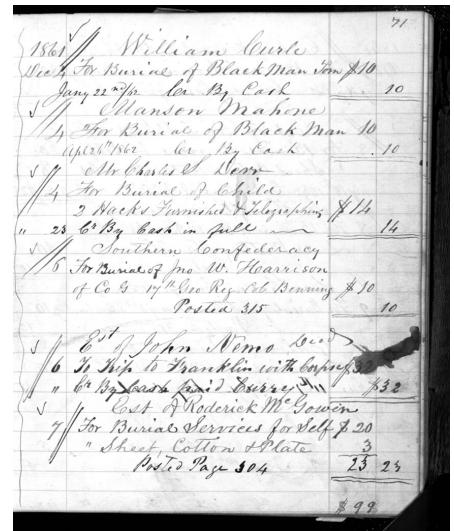 71
1861 William Curle
Dec 4 For Burial of Black Man Tom $10
Jany 22nd/62 Cr By Cash 10
Manson Mahone
4 For Burial of Black Man 10
Apl 26th 1862 Cr By Cash 10
Mr Charles S.
4 For Burial of Child
2 Hacks Furnished & Telegraphing $14
" 23 Cr By Cash in full 14
Southern Confederacy
6 For Burial of Jno W. Harrison
of Co G 17th Geo Reg Col Benning $10
Posted 315 10
Est of John Nemo Decd
6 To Trip to Franklin with Corpse $32
" Cr By Cash paid $32
Est of Roderick McGowin
7 For Burial Services for Self $20
" Sheet, Cotton & Plate 3
Posted Page 304 23 23
$99